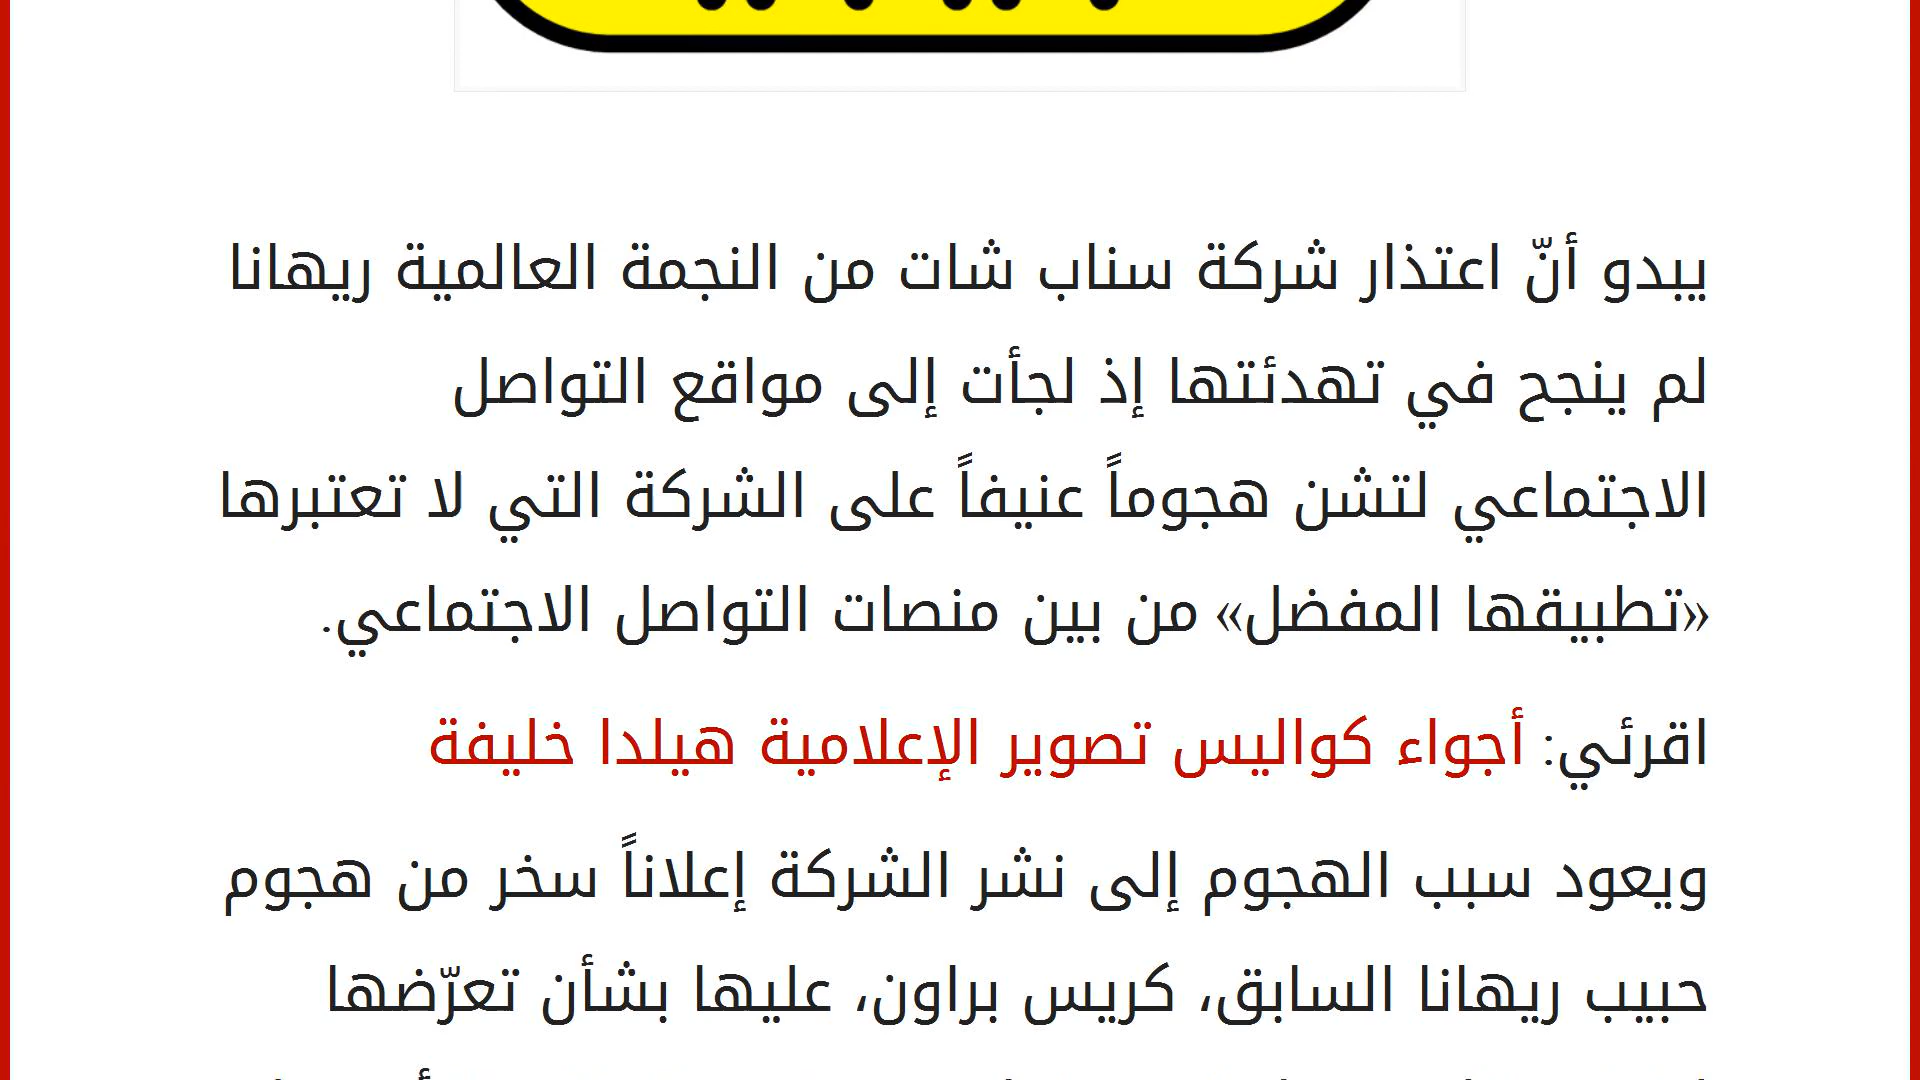 يبدو أنّ اعتذار شركة سناب شات من النجمة العالمية ريهانا
لم ينجح في تهدئتها إذ لجأت إلى مواقع التواصل
الاجتماعي لتشن هجوماً عنيفاً على الشركة التي لا تعتبرها
«تطبيقها المفضل» من بين منصات التواصل الاجتماعي.
اقرئي: أجواء كواليس تصوير الإعلامية هيلدا خليفة
ويعود سبب الهجوم إلى نشر الشركة إعلاناً سخر من هجوم
حبيب ريهانا السابق، كريس براون، عليها بشأن تعرّضها